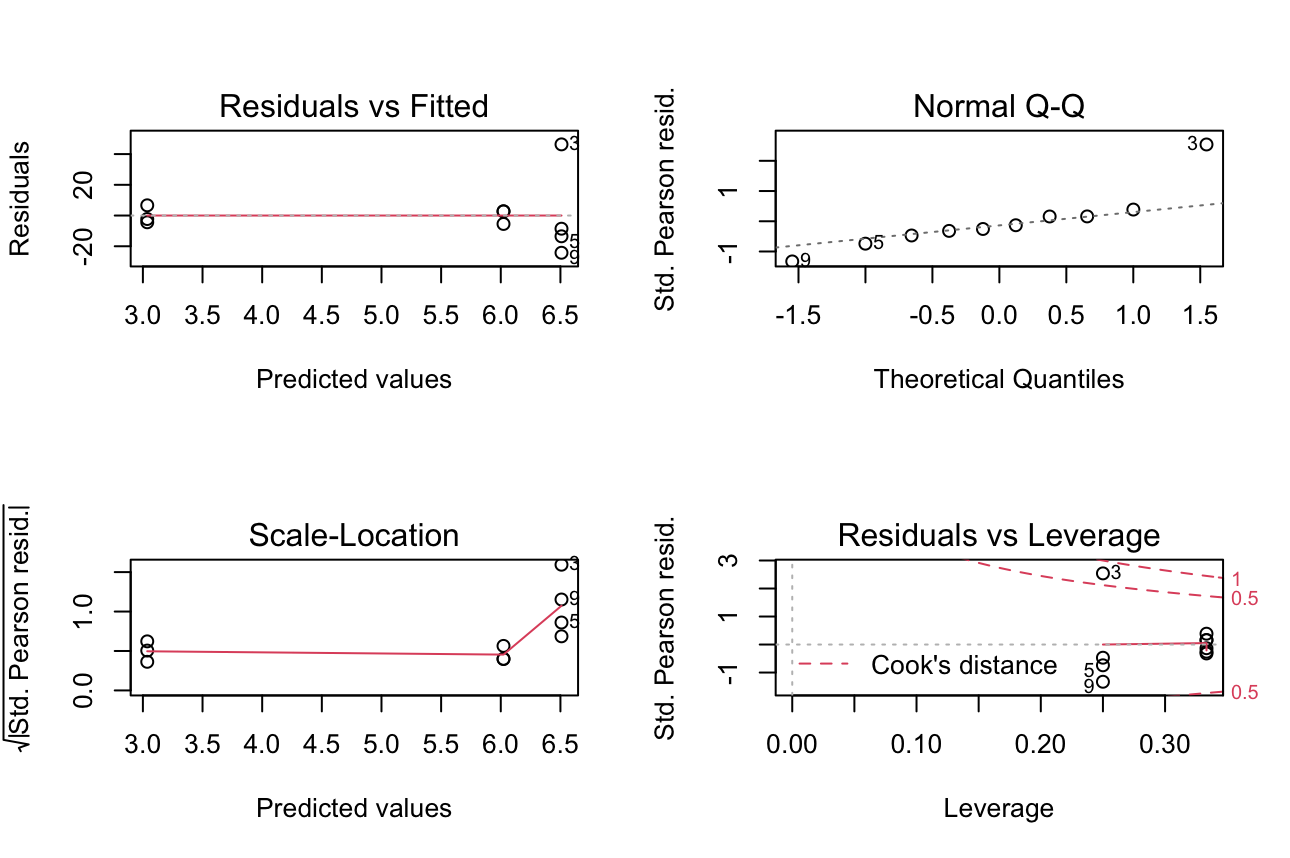 Residuals vs Fitted
Residuals
20
-20
3
5
9
3.0 3.5 4.0 4.5 5.0 5.5 6.0 6.5
Predicted values
Normal Q-Q
Std. Pearson resid.
1
-1
3
5
9
-1.5 -0.5 0.0 0.5 1.0 1.5
Theoretical Quantiles
Scale-Location
√|Std. Pearson resid.|
1.0
0.0
3
9
5
3.0 3.5 4.0 4.5 5.0 5.5 6.0 6.5
Predicted values
Residuals vs Leverage
Std. Pearson resid.
3
1
-1
3
1
0.5
Cook's distance
5
9
0.5
0.00 0.10 0.20 0.30
Leverage